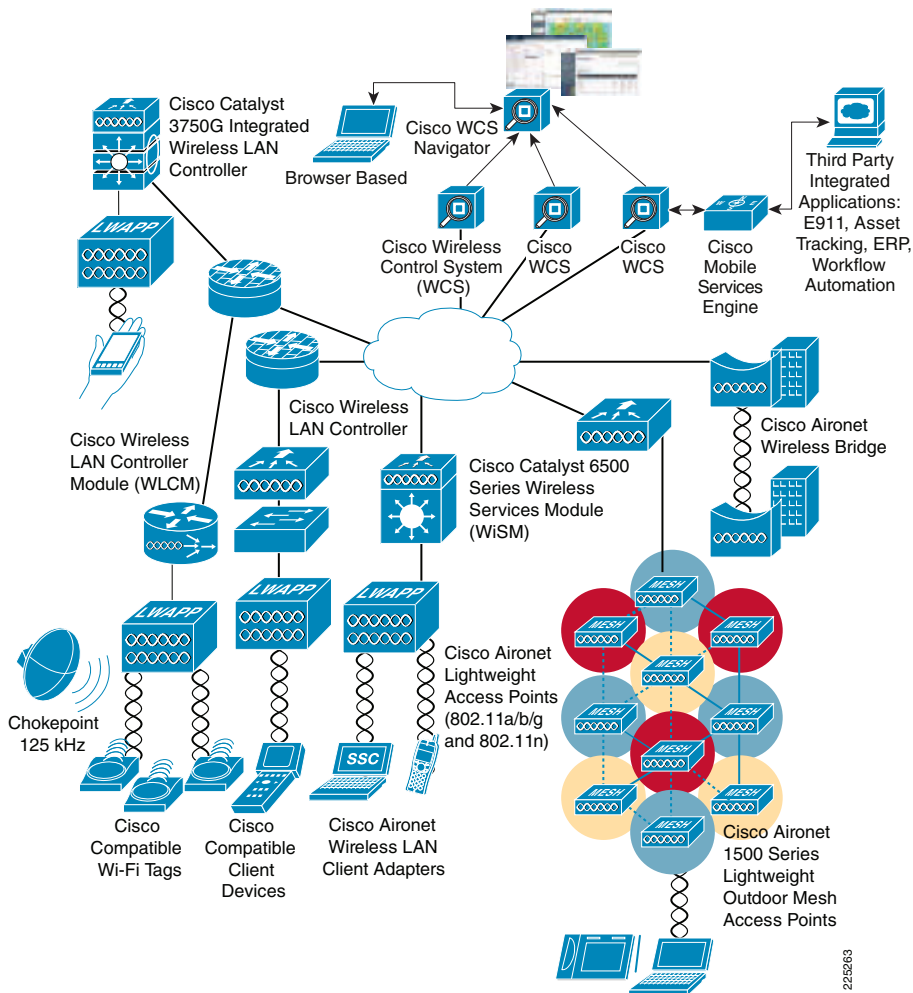 Cisco Catalyst
3750G Integrated
Wireless LAN
Controller
Browser Based
Cisco WCS
Navigator
Third Party
Integrated
Applications:
E911, Asset
Tracking, ERP,
Workflow
Automation
Cisco Wireless
Control System
(WCS)
Cisco
WCS
Cisco
WCS
W
E
Cisco
Mobile
Services
Engine
LWAPP
Cisco Wireless
LAN Controller
Cisco Wireless
LAN Controller
Module (WLCM)
Cisco Catalyst 6500
Series Wireless
Services Module
(WiSM)
Cisco Aironet
Wireless Bridge
LWAPP
LWAPP
LWAPP
Cisco Aironet
Lightweight
Access Points
(802.11a/b/g
and 802.11n)
Chokepoint
125 kHz
SSC
Cisco
Compatible
Wi-Fi Tags
Cisco
Compatible
Client
Devices
Cisco Aironet
Wireless LAN
Client Adapters
MESH
MESH
MESH
MESH
MESH
MESH
MESH
MESH
MESH
MESH
Cisco Aironet
1500 Series
Lightweight
Outdoor Mesh
Access Points
225263